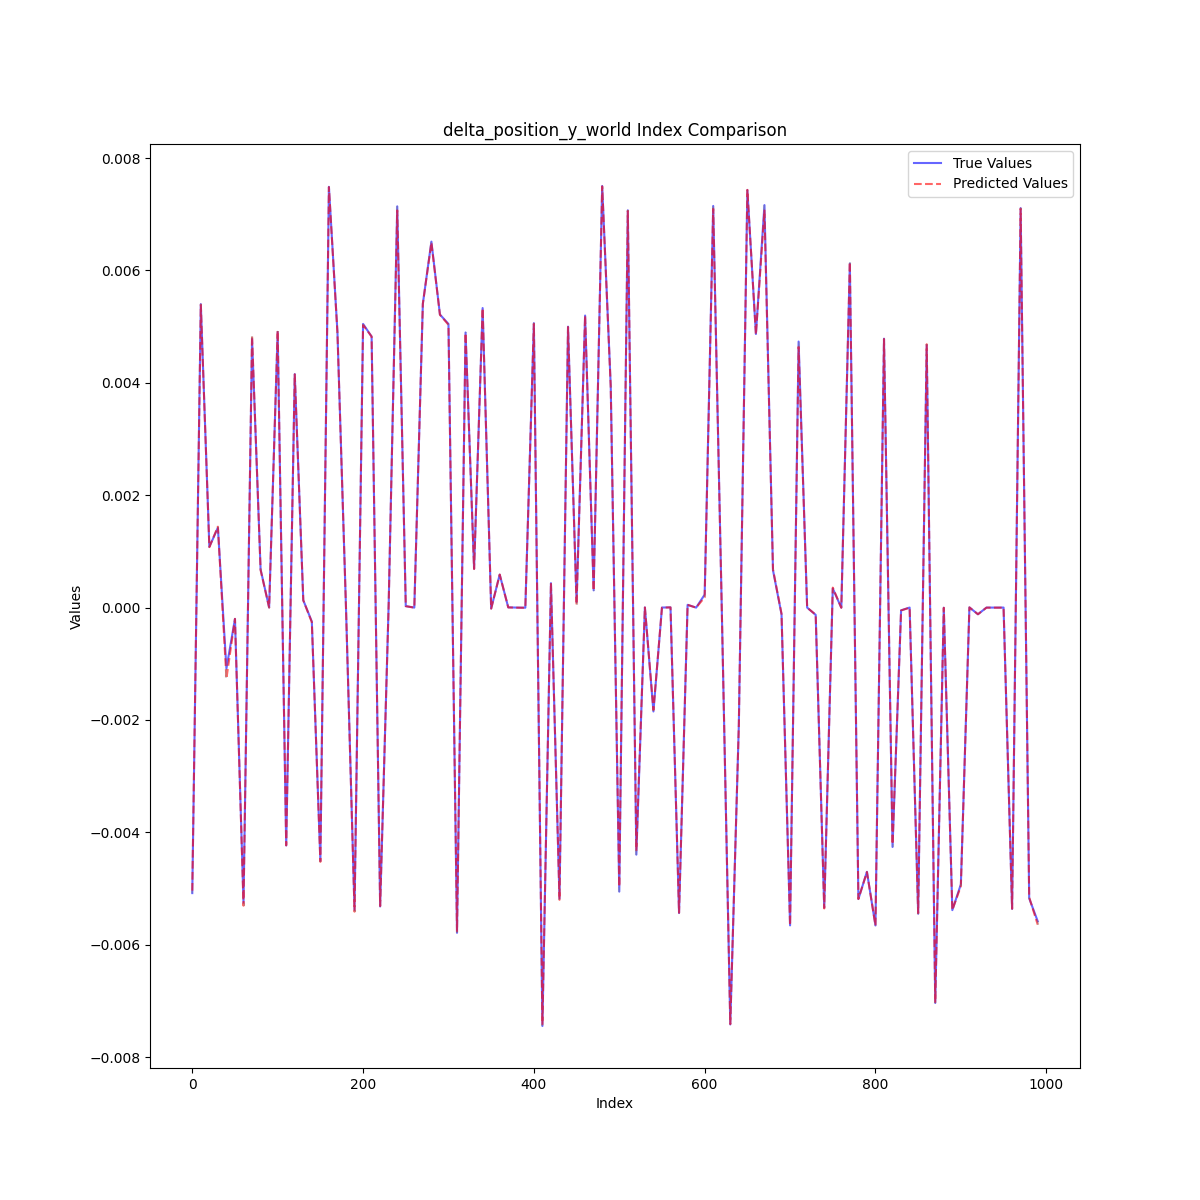 delta_position_y_world Index Comparison
True Values
Predicted Values
0.008
0.006
0.004
0.002
0.000
−0.002
−0.004
−0.006
−0.008
Values
0 200 400 600 800 1000
Index